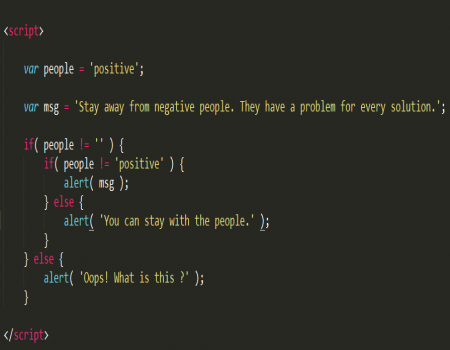 <script>
var people = 'positive';
var msg = 'Stay away from negative people. They have a problem for every solution.';
if( people != '' ) {
if( people != 'positive' ) {
alert( msg );
} else {
alert( 'You can stay with the people.' );
}
} else {
alert( 'Oops! What is this ?' );
}
</script>